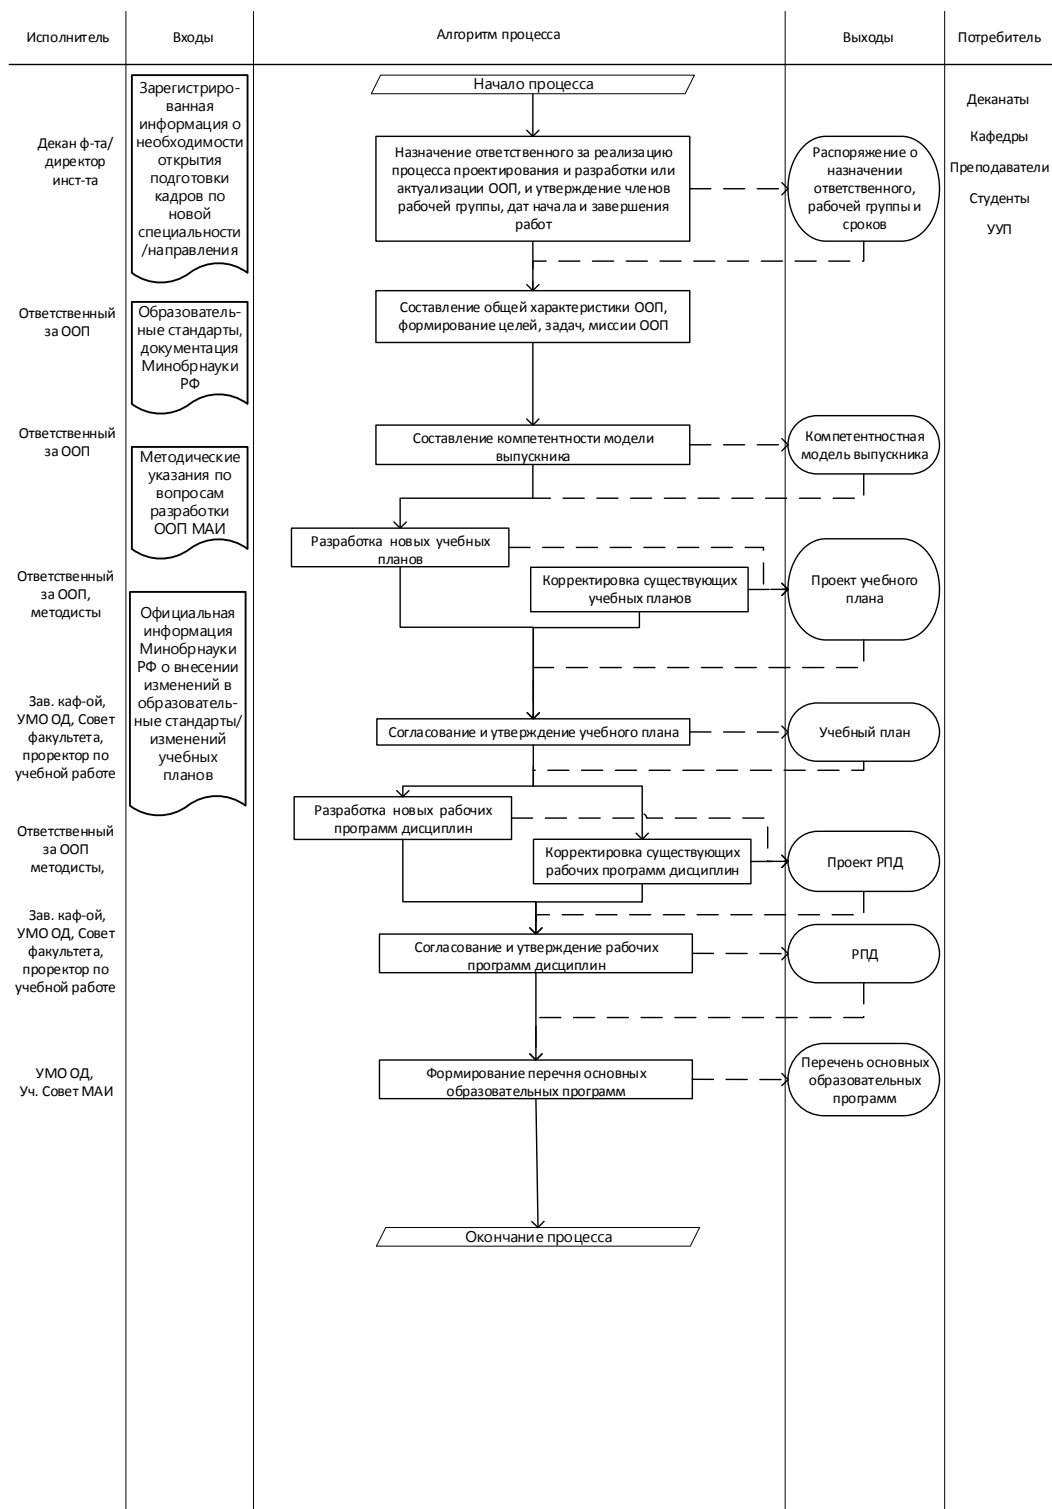 Исполнитель
Входы
Алгоритм процесса
Выходы
Потребитель
Начало процесса
Зарегистриро-
ванная
информация о
необходимости
открытия
подготовки
кадров по
новой
специальности
/направления
Декан ф-та/
директор
инст-та
Назначение ответственного за реализацию
процесса проектирования и разработки или
актуализации ООП, и утверждение членов
рабочей группы, дат начала и завершения
работ
Распоряжение о
назначении
ответственного,
рабочей группы и
сроков
Деканаты
Кафедры
Преподаватели
Студенты
УУП
Ответственный
за ООП
Образователь-
ные стандарты,
документация
Минобрнауки
РФ
Составление общей характеристики ООП,
формирование целей, задач, миссии ООП
Ответственный
за ООП
Методические
указания по
вопросам
разработки
ООП МАИ
Составление компетентности модели
выпускника
Компетентностная
модель выпускника
Разработка новых учебных
планов
Ответственный
за ООП,
методисты
Корректировка существующих
учебных планов
Проект учебного
плана
Официальная
информация
Минобрнауки
РФ о внесении
изменений в
образователь-
ные стандарты/
изменений
учебных
планов
Зав. каф-ой,
УМО ОД, Совет
факультета,
проректор по
учебной работе
Согласование и утверждение учебного плана
Учебный план
Разработка новых рабочих
программ дисциплин
Ответственный
за ООП
методисты,
Корректировка существующих
рабочих программ дисциплин
Проект РПД
Зав. каф-ой,
УМО ОД, Совет
факультета,
проректор по
учебной работе
Согласование и утверждение рабочих
программ дисциплин
РПД
УМО ОД,
Уч. Совет МАИ
Формирование перечня основных
образовательных программ
Перечень основных
образовательных
программ
Окончание процесса